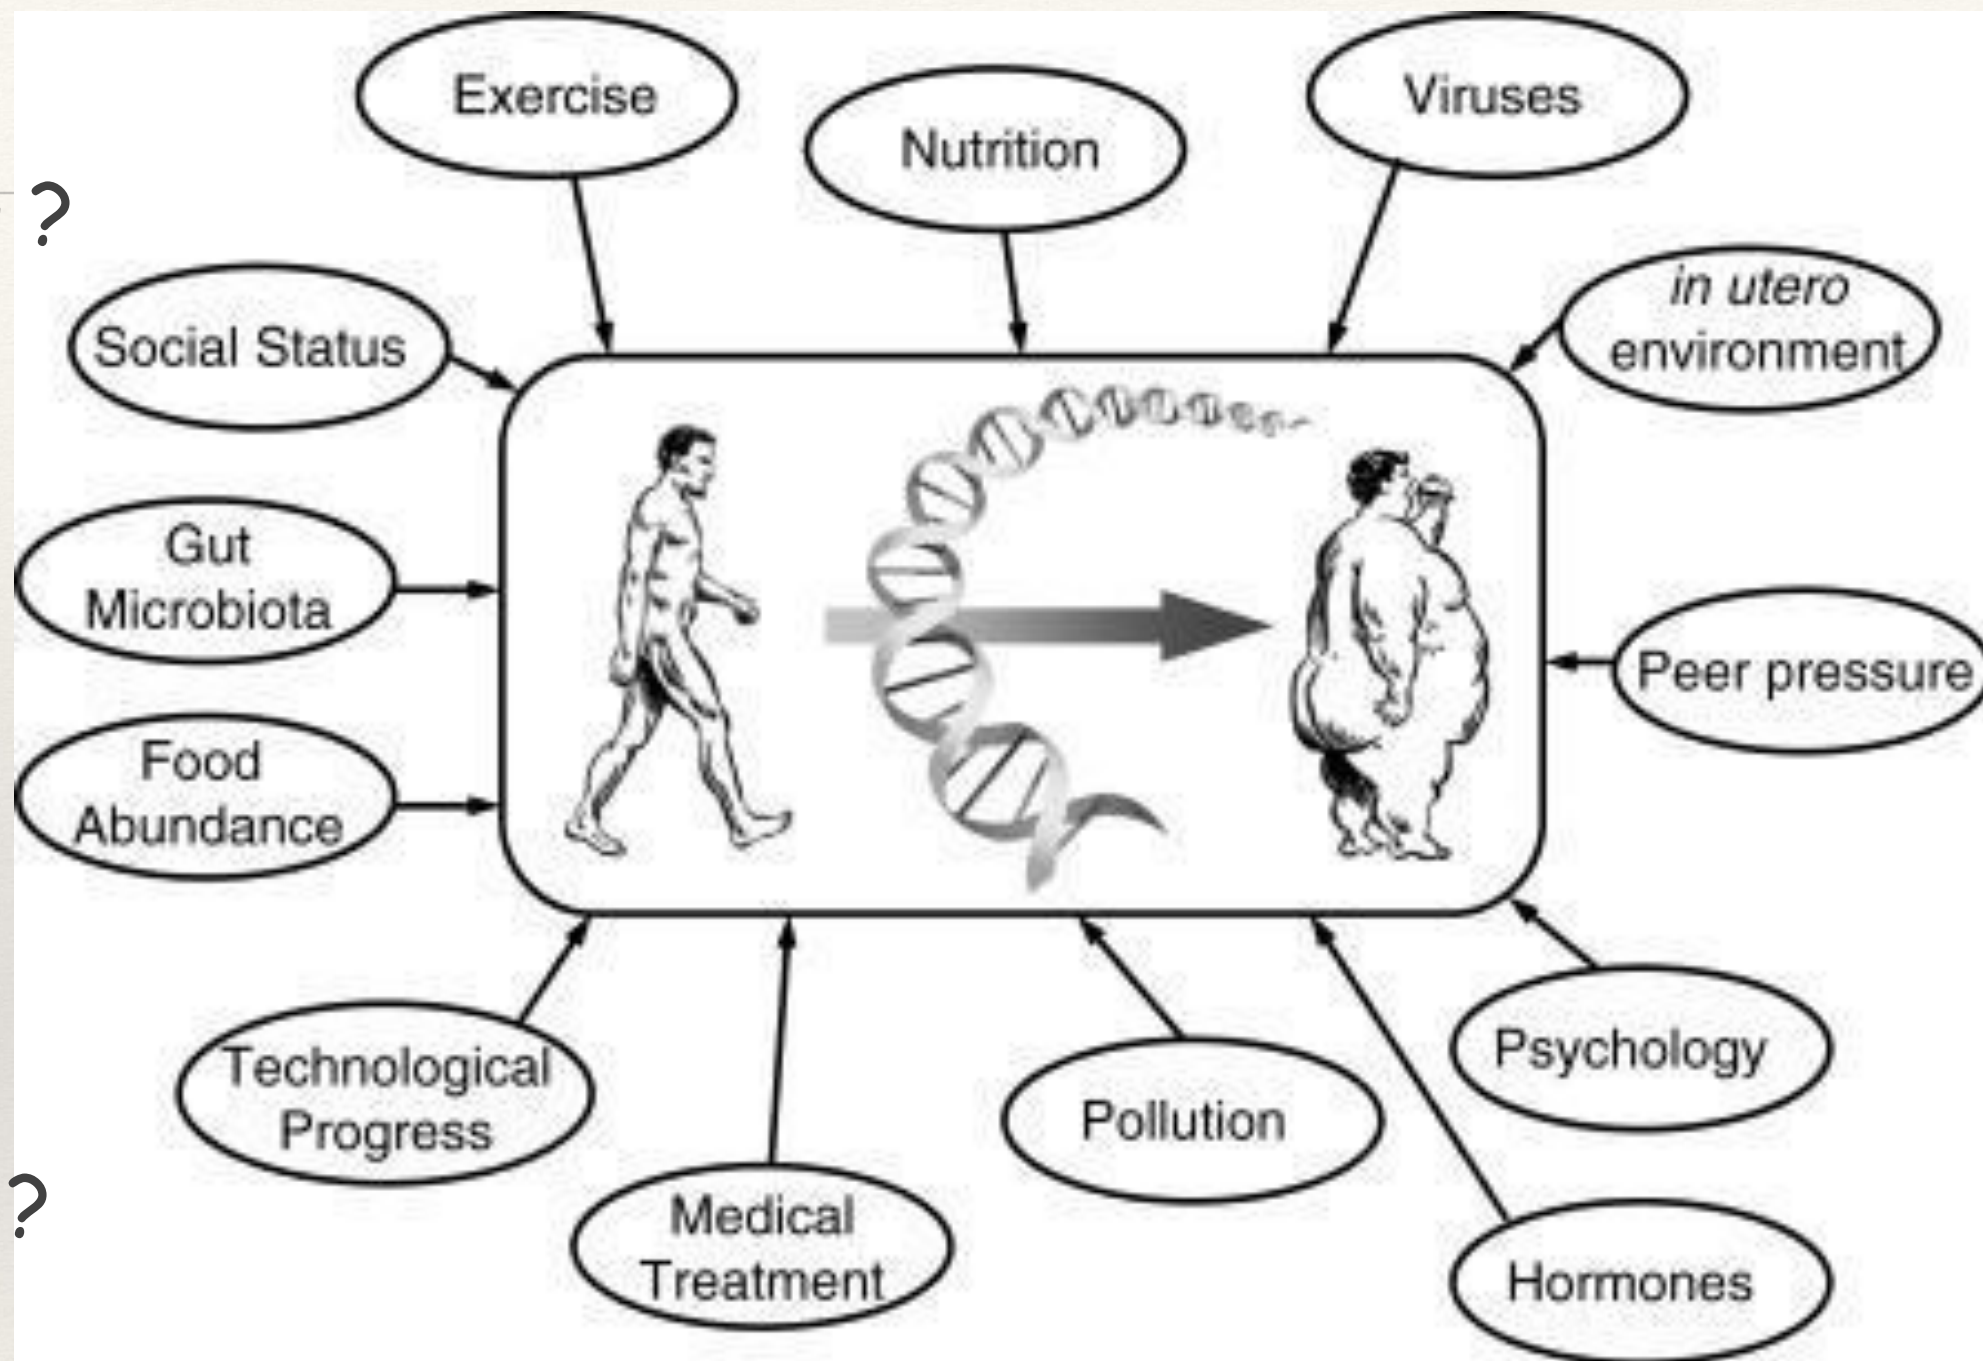 Exercise
Nutrition
Viruses
?
in utero
environment
Social Status
Gut
Microbiota
Peer pressure
Food
Abundance
Technological
Progress
Psychology
Pollution
?
Medical
Treatment
Hormones